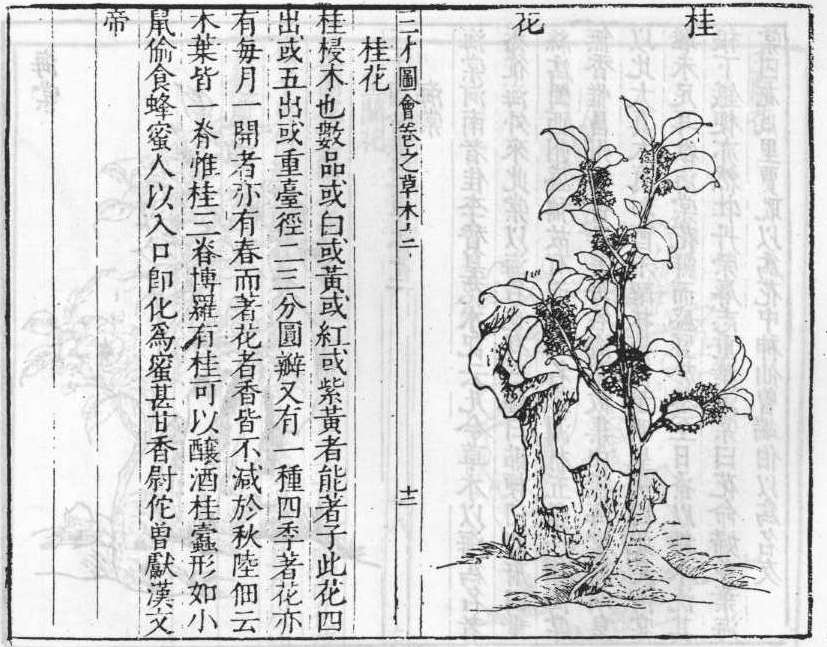 桂花
三才圖會卷之草木十二
桂花
桂梫木也數品或白或黃或紅或紫黃者能著子此花四
出或五出或重臺徑二三分圓瓣又有一種四季著花亦
有每月一開者亦有春而著花者香皆不減於秋陸佃云
木葉皆一脊惟桂三脊博羅有桂可以釀酒桂蠹形如小
鼠偷食蜂蜜人以入口卽化爲蜜甚甘香尉佗曾獻漢文
帝